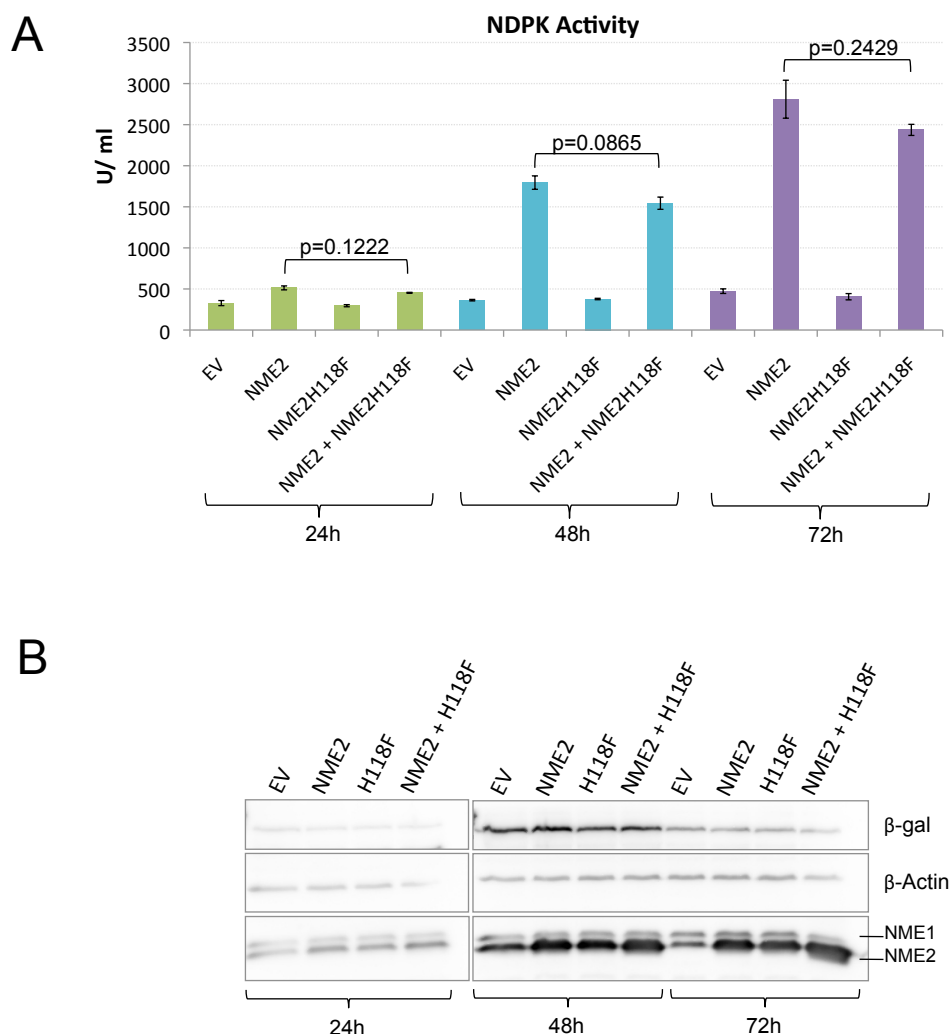 A
NDPK Activity
3500
3000
2500
2000
1500
1000
500
0
U/ ml
p=0.1222
p=0.0865
p=0.2429
EV
NME2
NME2H118F
NME2 + NME2H118F
EV
NME2
NME2H118F
NME2 + NME2H118F
EV
NME2
NME2H118F
NME2 + NME2H118F
24h
48h
72h
B
EV
NME2
H118F
NME2 + H118F
EV
NME2
H118F
NME2 + H118F
EV
NME2
H118F
NME2 + H118F
β-gal
β-Actin
NME1
NME2
24h
48h
72h